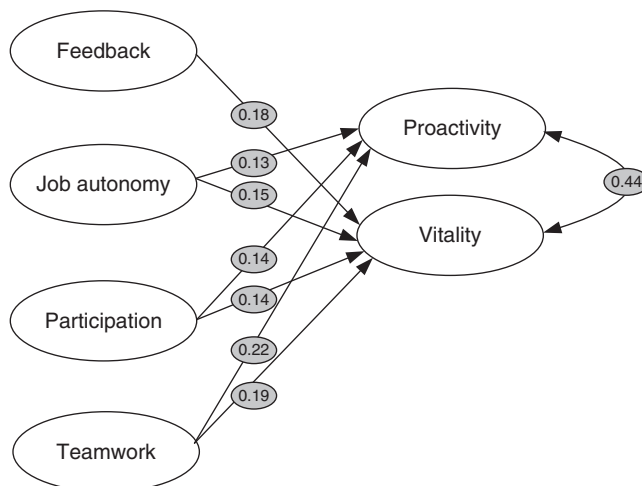 Feedback
0.18
Proactivity
0.13
Job autonomy
0.15
0.44
Vitality
0.14
0.14
Participation
0.22
0.19
Teamwork